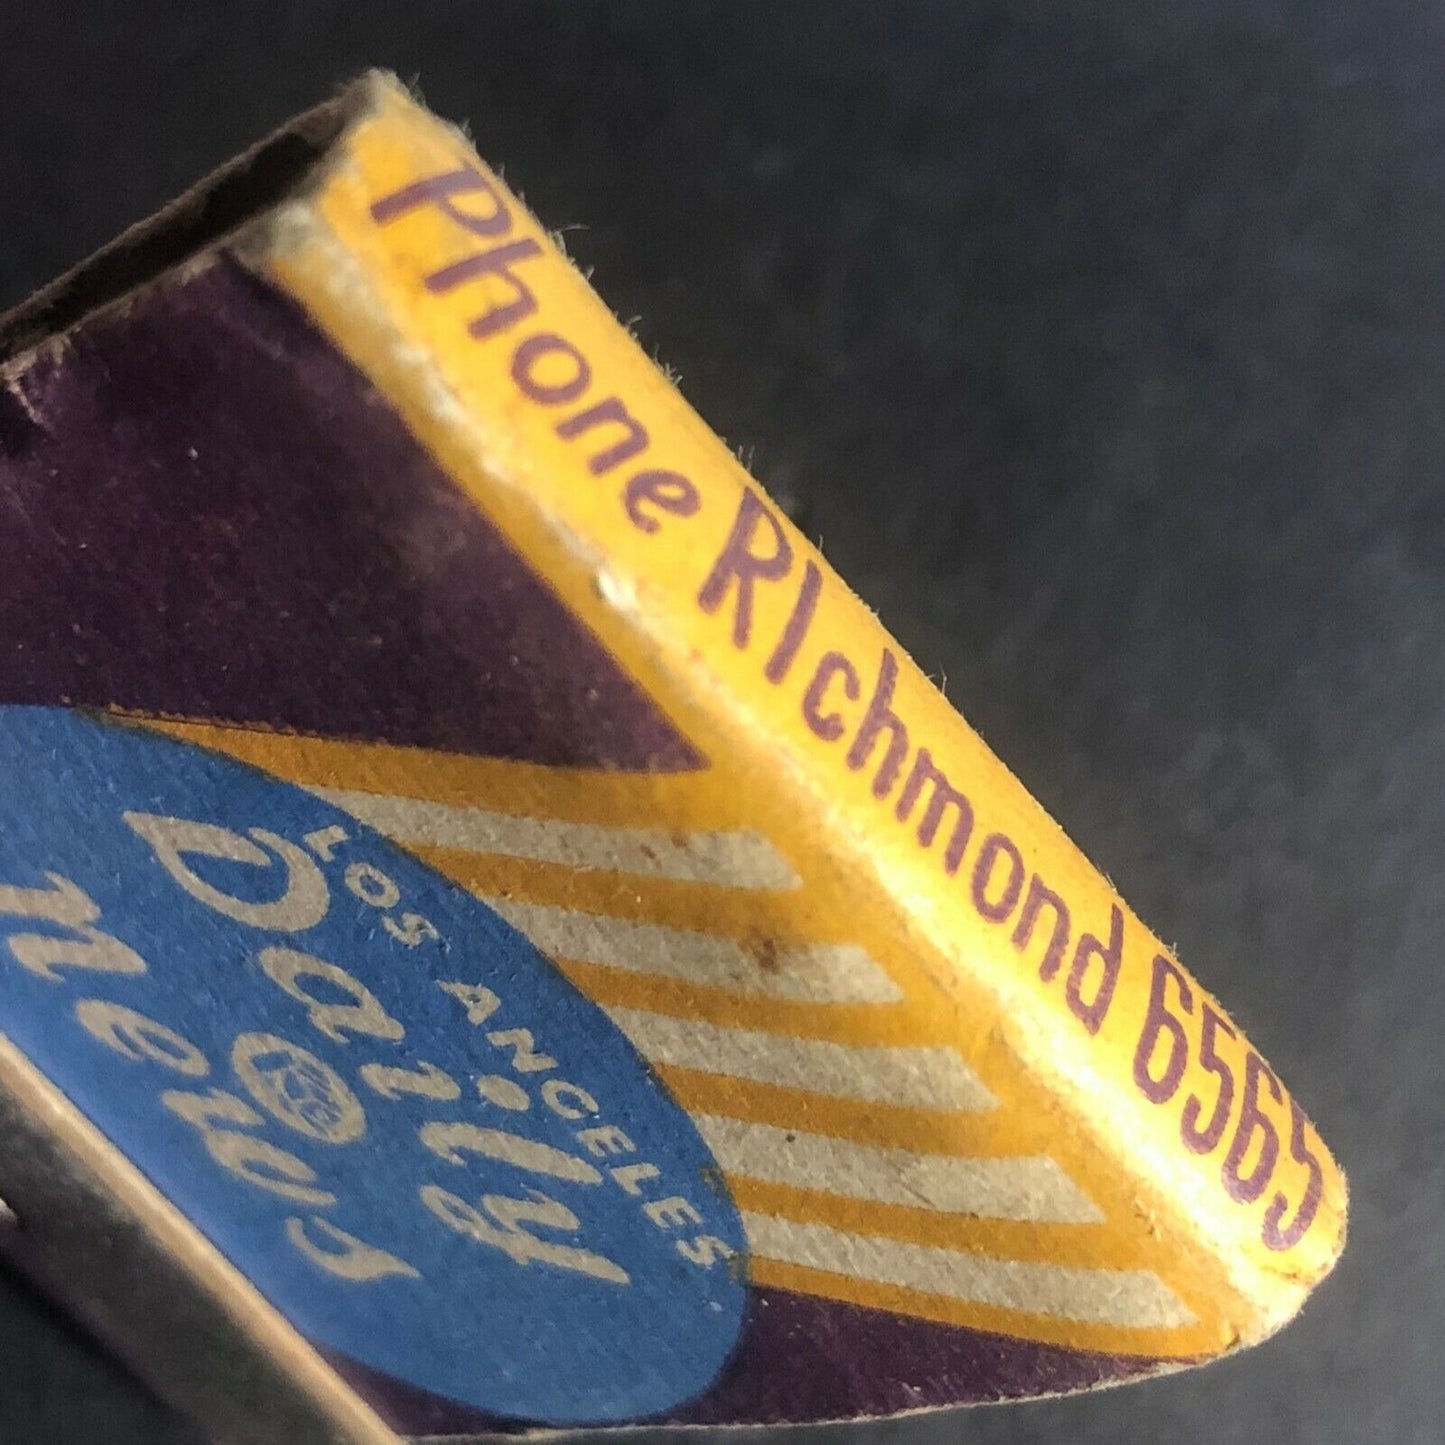 Phone RIchmond 6565
LOS ANGELES
Daily
news